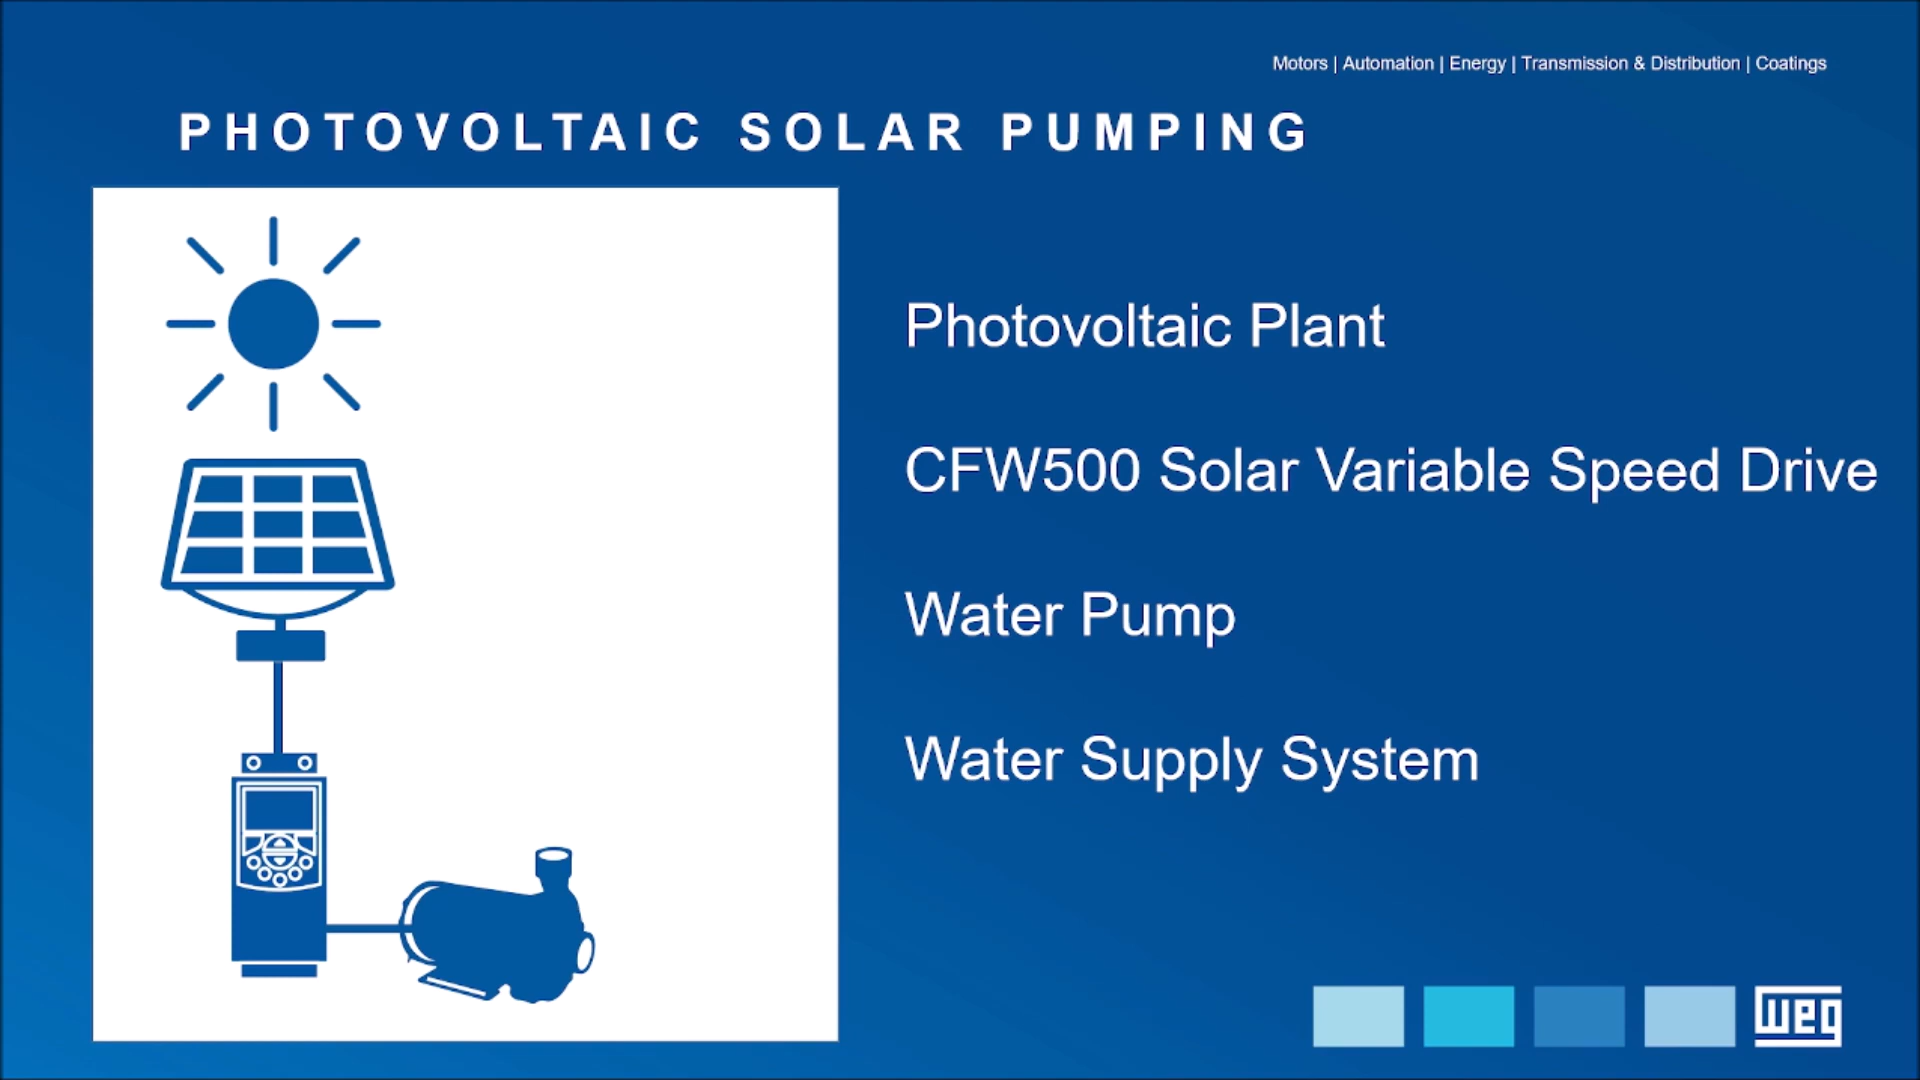 Motors | Automation | Energy | Transmission & Distribution | Coatings
PHOTOVOLTAIC SOLAR PUMPING
Photovoltaic Plant
CFW500 Solar Variable Speed Drive
Water Pump
Water Supply System
weg